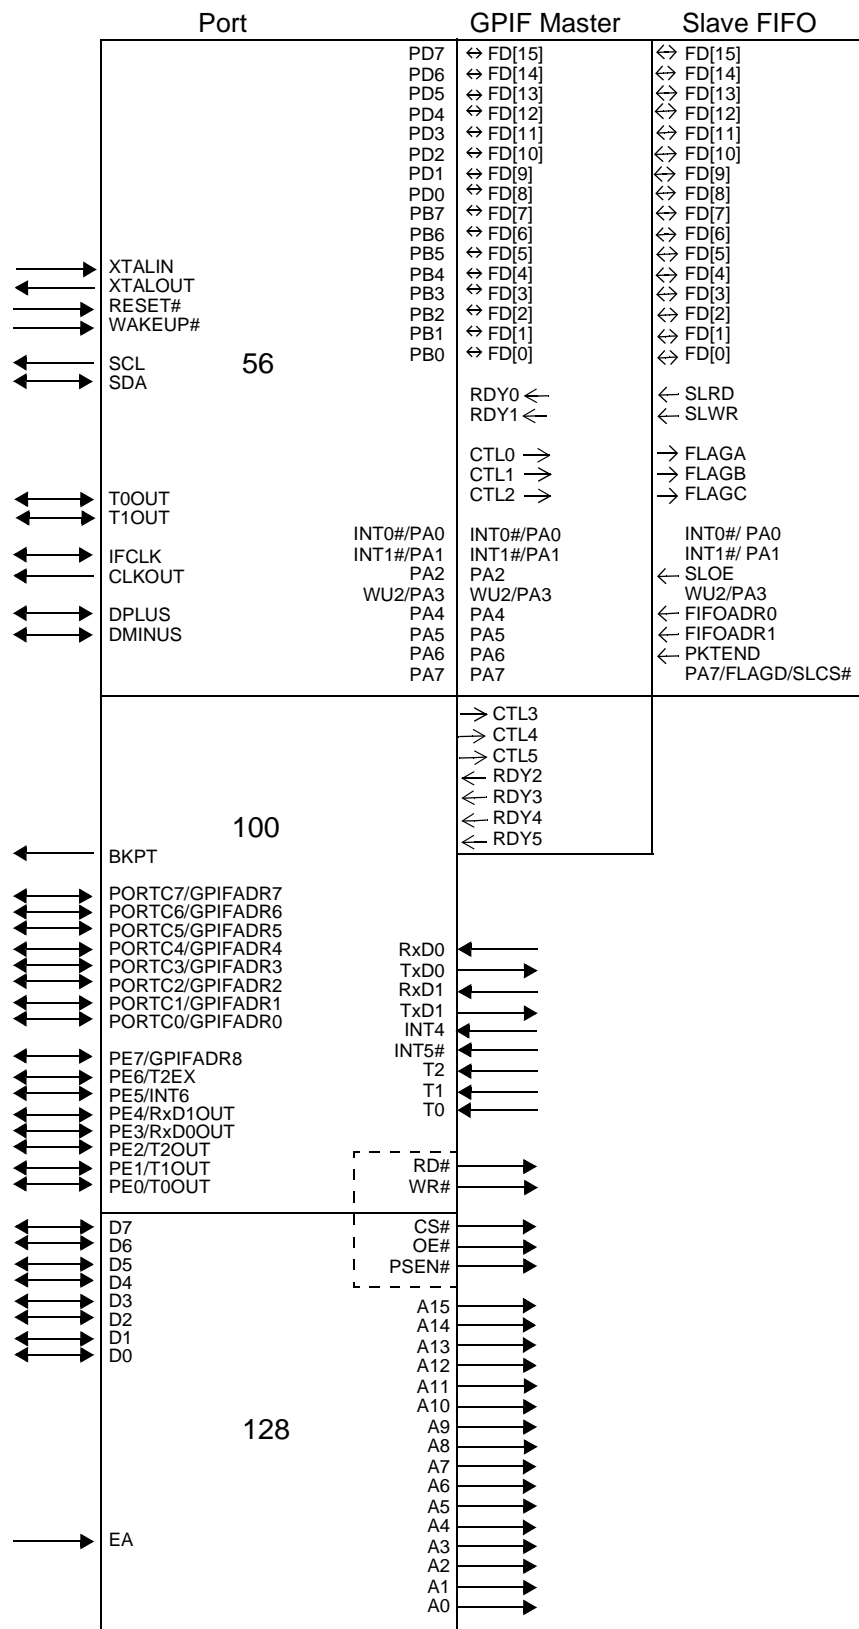 Port GPIF Master Slave FIFO
PD7 FD[15] FD[15]
PD6 FD[14] FD[14]
PD5 FD[13] FD[13]
PD4 FD[12] FD[12]
PD3 FD[11] FD[11]
PD2 FD[10] FD[10]
PD1 FD[9] FD[9]
PD0 FD[8] FD[8]
PB7 FD[7] FD[7]
PB6 FD[6] FD[6]
PB5 FD[5] FD[5]
XTALIN PB4 FD[4] FD[4]
XTALOUT PB3 FD[3] FD[3]
RESET# PB2 FD[2] FD[2]
WAKEUP# PB1 FD[1] FD[1]
PB0 FD[0] FD[0]
SCL 56
SDA
RDY0 SLRD
RDY1 SLWR
CTL0 FLAGA
CTL1 FLAGB
T0OUT CTL2 FLAGC
T1OUT
INT0#/PA0 INT0#/PA0 INT0#/ PA0
IFCLK INT1#/PA1 INT1#/PA1 INT1#/ PA1
CLKOUT PA2 PA2 SLOE
WU2/PA3 WU2/PA3 WU2/PA3
DPLUS PA4 PA4 FIFOADR0
DMINUS PA5 PA5 FIFOADR1
PA6 PA6 PKTEND
PA7 PA7 PA7/FLAGD/SLCS#
CTL3
CTL4
CTL5
RDY2
RDY3
100 RDY4
RDY5
BKPT
PORTC7/GPIFADR7
PORTC6/GPIFADR6
PORTC5/GPIFADR5
PORTC4/GPIFADR4 RxD0
PORTC3/GPIFADR3 TxD0
PORTC2/GPIFADR2 RxD1
PORTC1/GPIFADR1 TxD1
PORTC0/GPIFADR0 INT4
INT5#
PE7/GPIFADR8 T2
PE6/T2EX T1
PE5/INT6 T0
PE4/RxD1OUT
PE3/RxD0OUT
PE2/T2OUT
PE1/T1OUT RD#
PE0/T0OUT WR#
D7 CS#
D6 OE#
D5 PSEN#
D4
D3 A15
D2 A14
D1 A13
D0 A12
A11
A10
128 A9
A8
A7
A6
A5
A4
EA A3
A2
A1
A0